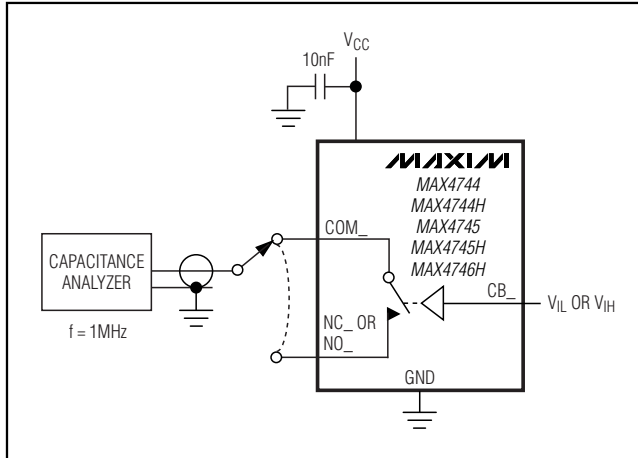 V_CC
10nF
MAXIM
MAX4744
MAX4744H
MAX4745
MAX4745H
MAX4746H
COM_
CAPACITANCE
ANALYZER
CB_
V_IL OR V_IH
f = 1MHz
NC_ OR
NO_
GND